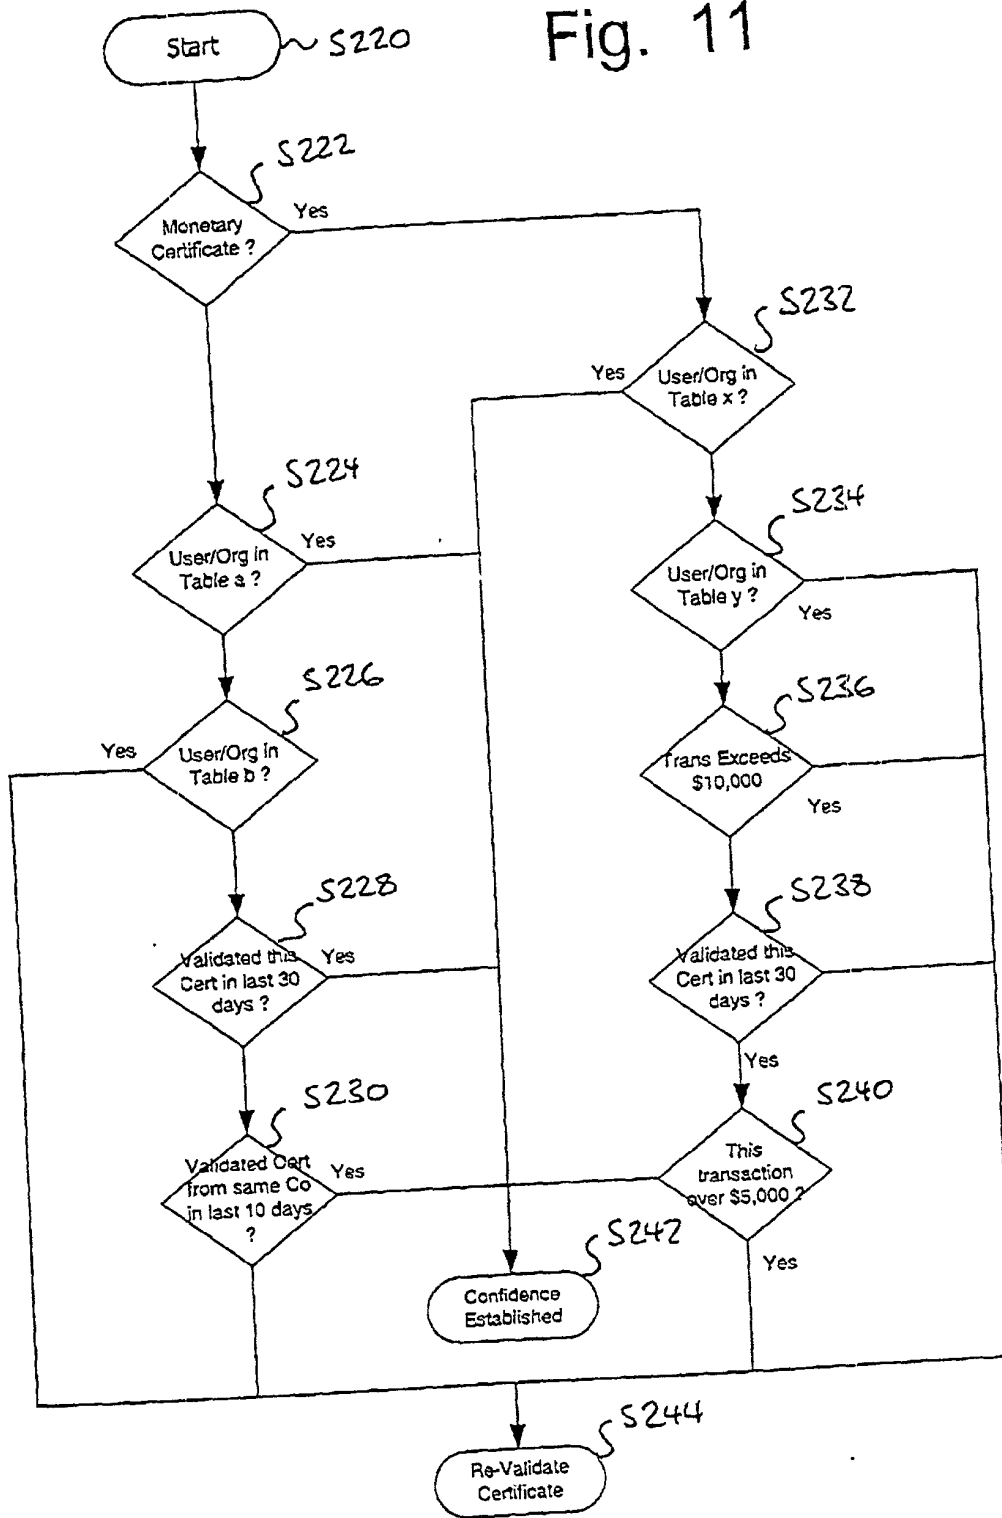 Fig. 11
Start
S220
S222
Monetary
Certificate ?
Yes
S232
User/Org in
Table x ?
Yes
S224
User/Org in
Table a ?
Yes
S234
User/Org in
Table y ?
Yes
S226
User/Org in
Table b ?
Yes
S236
Trans Exceeds
$10,000
Yes
S228
Validated this
Cert in last 30
days ?
Yes
S238
Validated this
Cert in last 30
days ?
Yes
S230
Validated Cert
from same Co
in last 10 days
?
Yes
S240
This
transaction
over $5,000 ?
Yes
S242
Confidence
Established
S244
Re-Validate
Certificate